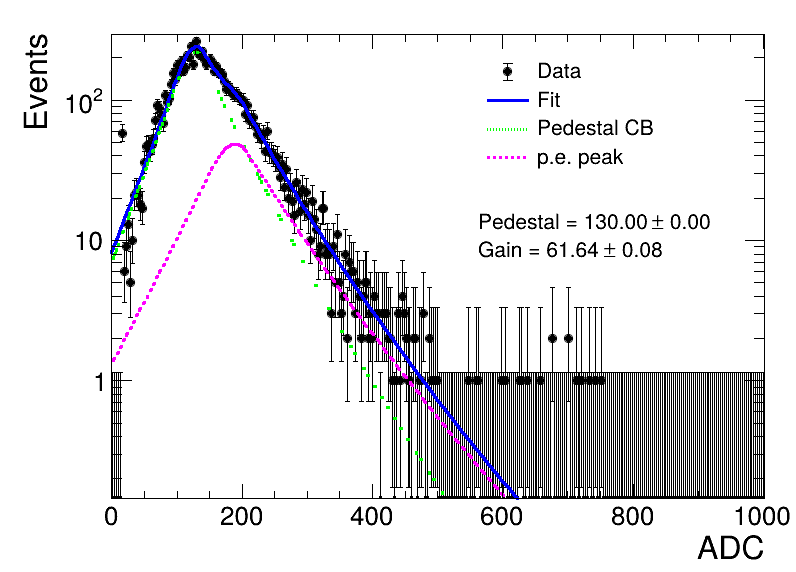 Events
10²
10
1
0 200 400 600 800 1000
ADC
Data
Fit
Pedestal CB
p.e. peak
Pedestal = 130.00 ± 0.00
Gain = 61.64 ± 0.08